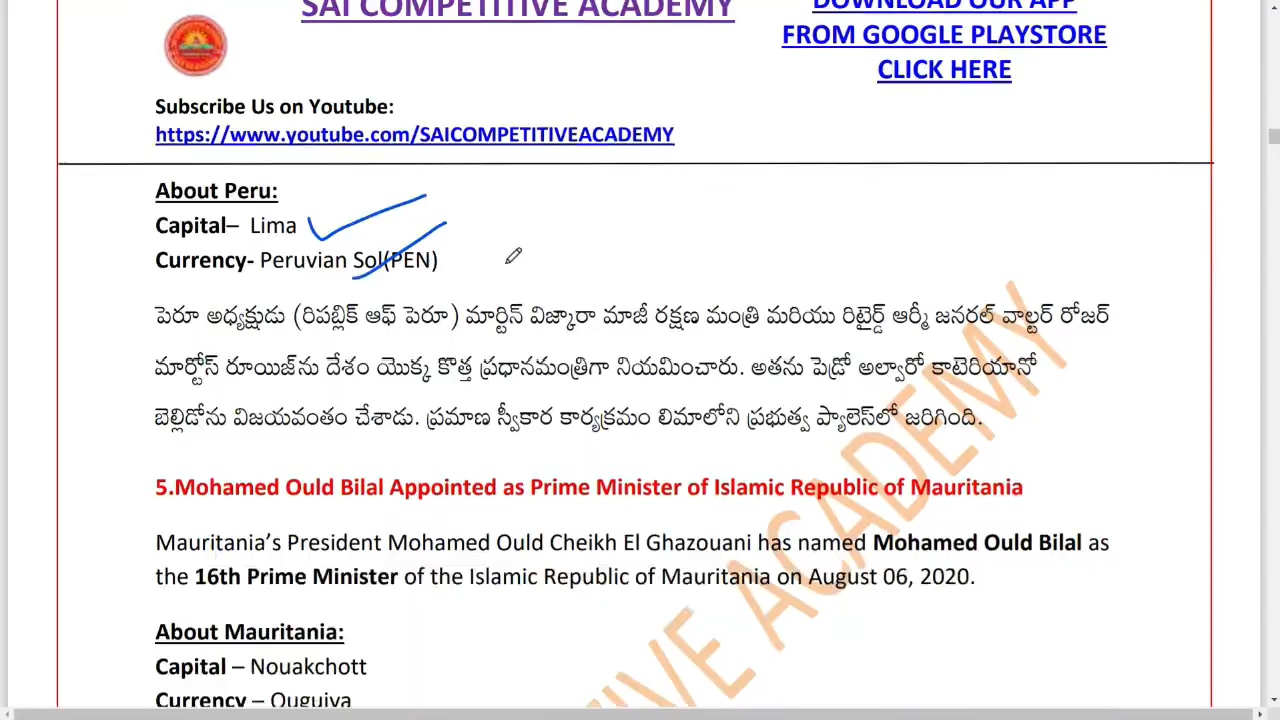 SAI COMPETITIVE ACADEMY
DOWNLOAD OUR APP
FROM GOOGLE PLAYSTORE
CLICK HERE
Subscribe Us on Youtube:
https://www.youtube.com/SAICOMPETITIVEACADEMY
About Peru:
Capital– Lima
Currency- Peruvian Sol(PEN)
పెరూ అధ్యక్షుడు (రిపబ్లిక్ ఆఫ్ పెరూ) మార్టిన్ విజ్కారా మాజీ రక్షణ మంత్రి మరియు రిటైర్డ్ ఆర్మీ జనరల్ వాల్టర్ రోజర్
మార్టోస్ రూయిజ్‌ను దేశం యొక్క కొత్త ప్రధానమంత్రిగా నియమించారు. అతను పెడ్రో అల్వారో కాటెరియానో
బెల్లిడోను విజయవంతం చేశాడు. ప్రమాణ స్వీకార కార్యక్రమం లిమాలోని ప్రభుత్వ ప్యాలెస్‌లో జరిగింది.
5.Mohamed Ould Bilal Appointed as Prime Minister of Islamic Republic of Mauritania
Mauritania’s President Mohamed Ould Cheikh El Ghazouani has named Mohamed Ould Bilal as
the 16th Prime Minister of the Islamic Republic of Mauritania on August 06, 2020.
About Mauritania:
Capital – Nouakchott
Currency – Ouguiya
TIVE ACADEMY